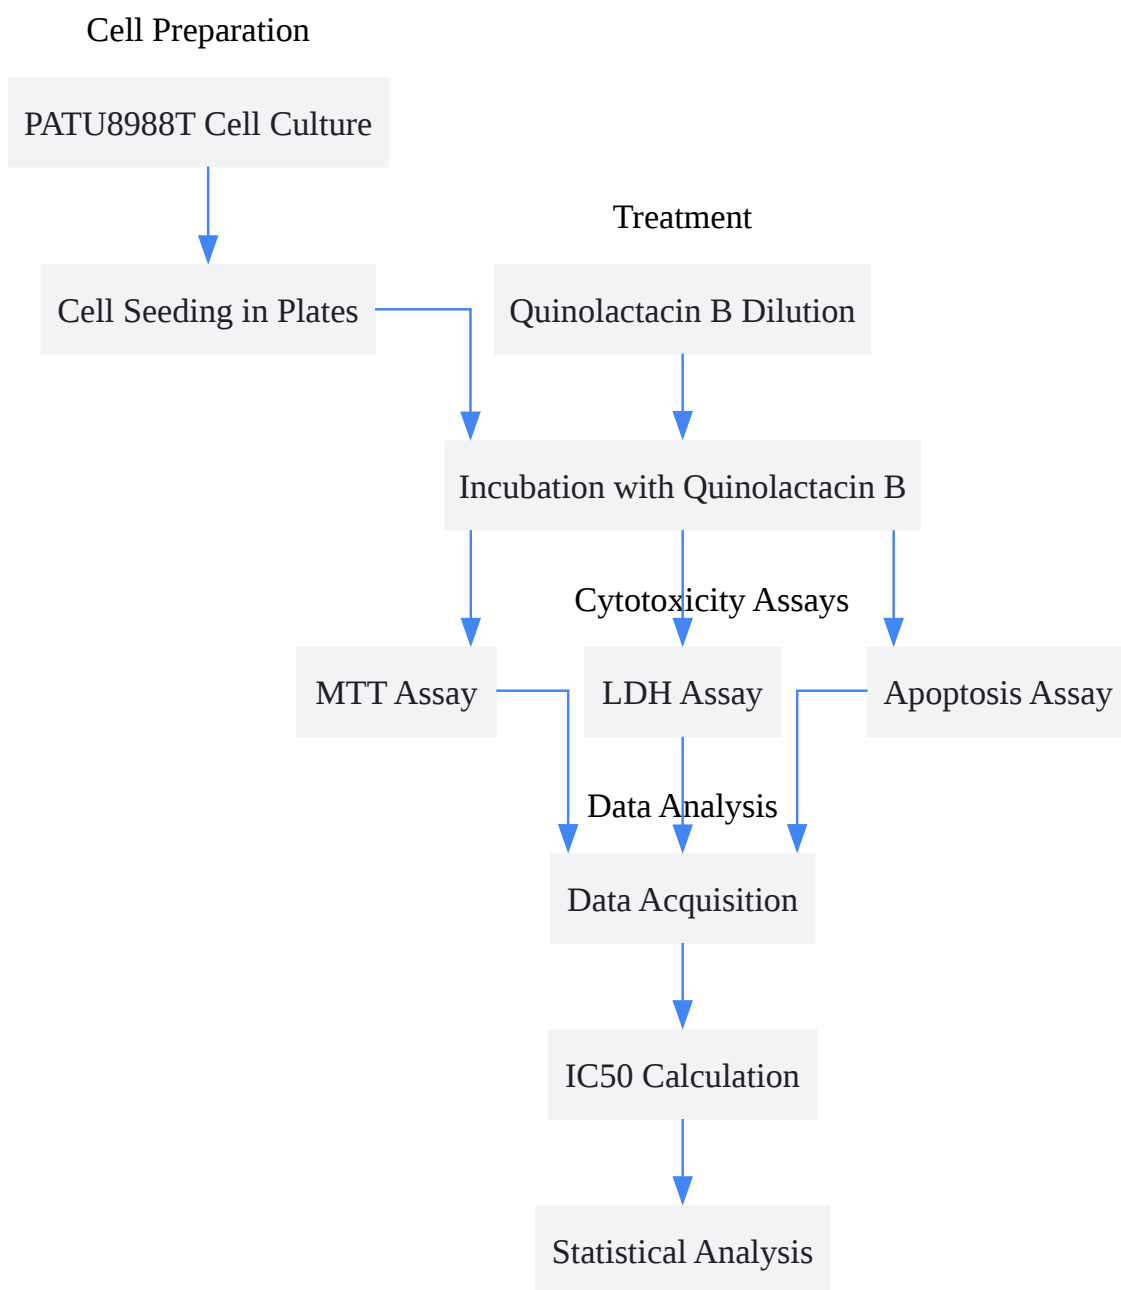 Cell Preparation
PATU8988T Cell Culture
Treatment
Cell Seeding in Plates
Quinolactacin B Dilution
Incubation with Quinolactacin B
Cytotoxicity Assays
MTT Assay
LDH Assay
Apoptosis Assay
Data Analysis
Data Acquisition
IC50 Calculation
Statistical Analysis